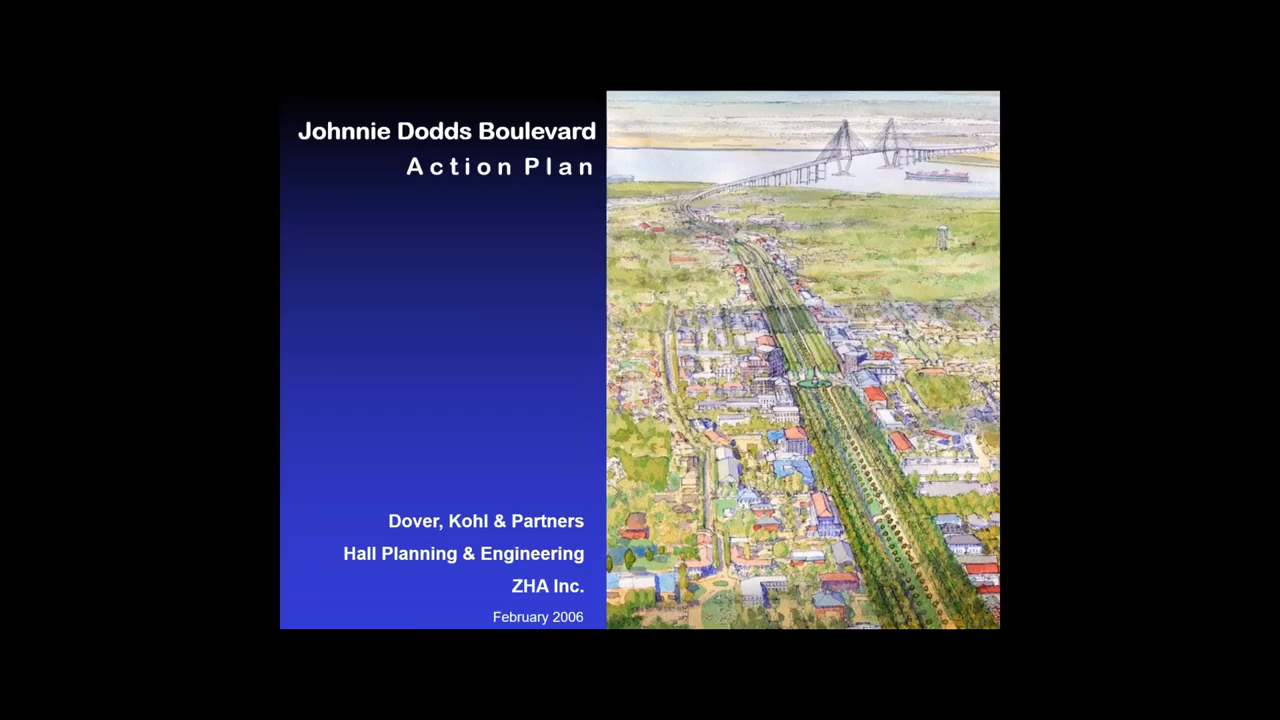 Johnnie Dodds Boulevard
Action Plan
Dover, Kohl & Partners
Hall Planning & Engineering
ZHA Inc.
February 2006